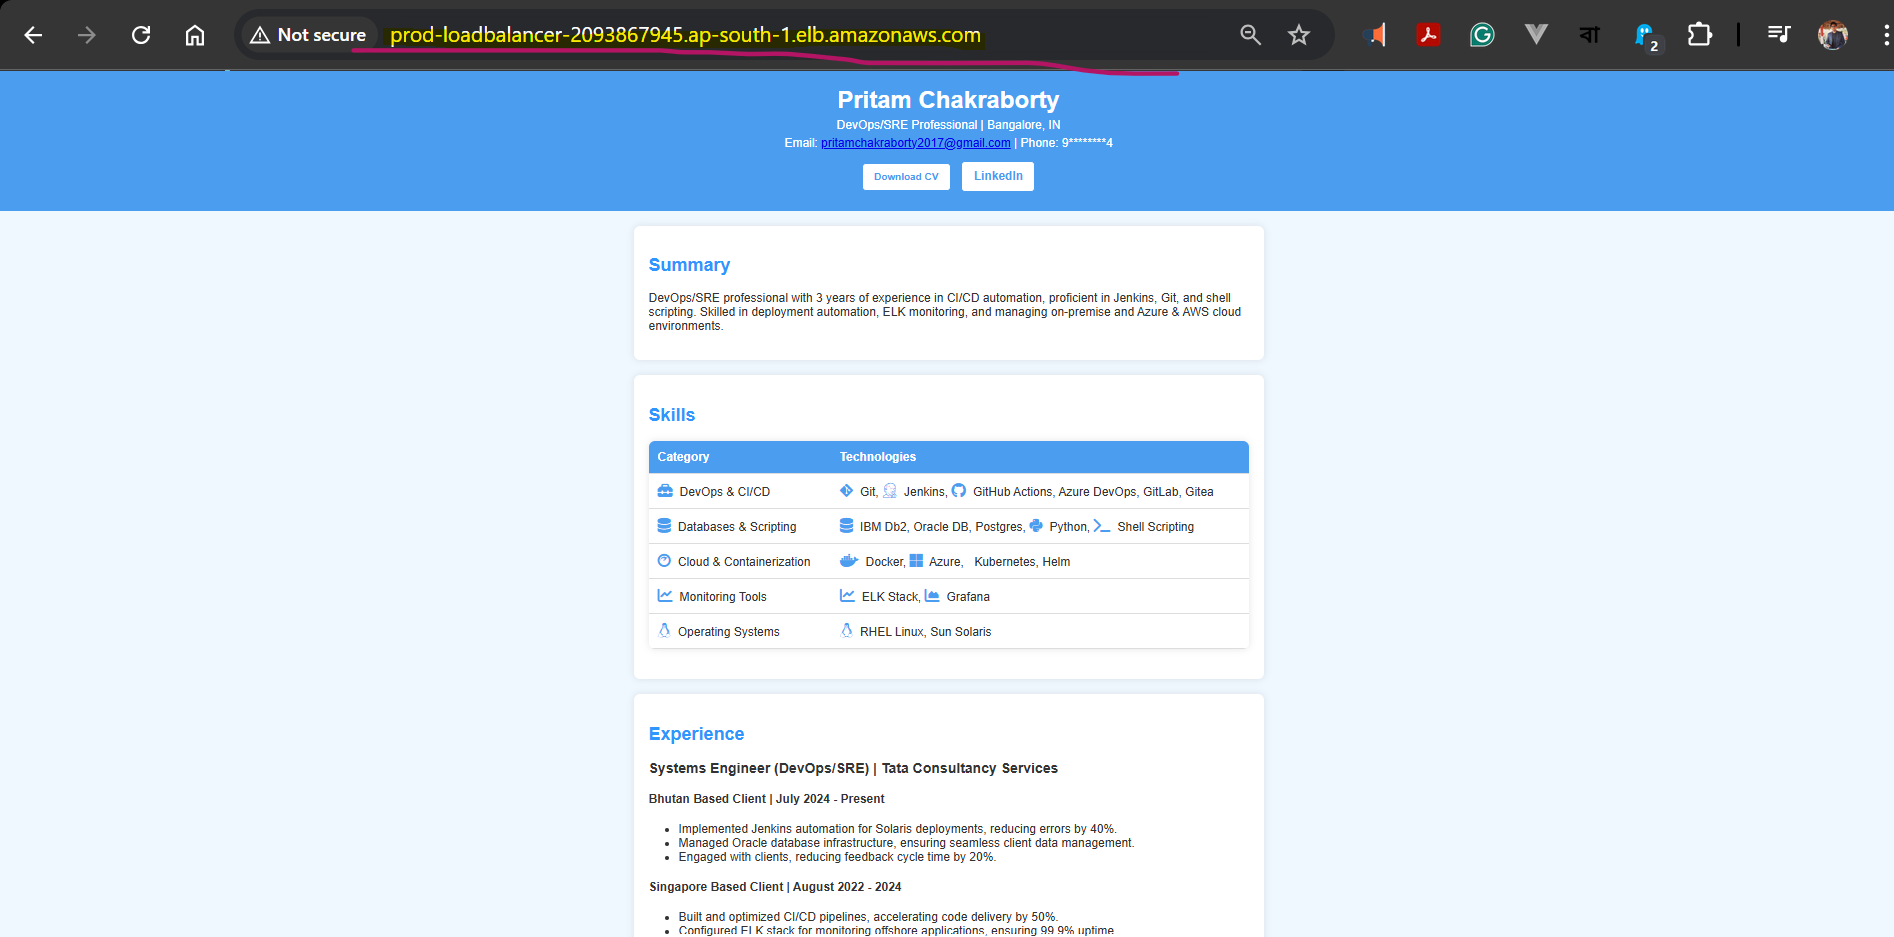 Not secure
prod-loadbalancer-2093867945.ap-south-1.elb.amazonaws.com
বা
2
Pritam Chakraborty
DevOps/SRE Professional | Bangalore, IN
Email: pritamchakraborty2017@gmail.com | Phone: 9********4
Download CV
LinkedIn
Summary
DevOps/SRE professional with 3 years of experience in CI/CD automation, proficient in Jenkins, Git, and shell
scripting. Skilled in deployment automation, ELK monitoring, and managing on-premise and Azure & AWS cloud
environments.
Skills
Category Technologies
DevOps & CI/CD Git, Jenkins, GitHub Actions, Azure DevOps, GitLab, Gitea
Databases & Scripting IBM Db2, Oracle DB, Postgres, Python, Shell Scripting
Cloud & Containerization Docker, Azure, Kubernetes, Helm
Monitoring Tools ELK Stack, Grafana
Operating Systems RHEL Linux, Sun Solaris
Experience
Systems Engineer (DevOps/SRE) | Tata Consultancy Services
Bhutan Based Client | July 2024 - Present
Implemented Jenkins automation for Solaris deployments, reducing errors by 40%.
Managed Oracle database infrastructure, ensuring seamless client data management.
Engaged with clients, reducing feedback cycle time by 20%.
Singapore Based Client | August 2022 - 2024
Built and optimized CI/CD pipelines, accelerating code delivery by 50%.
Configured ELK stack for monitoring offshore applications, ensuring 99.9% uptime